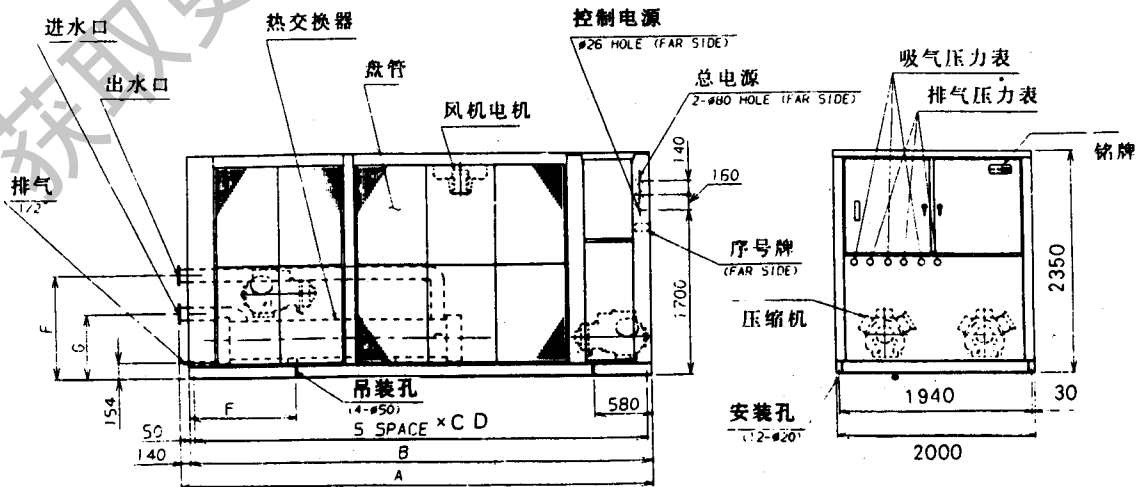 获取更
进水口
出水口
热交换器
盘管
风机电机
控制电源
ø26 HOLE (FAR SIDE)
总电源
2-ø80 HOLE (FAR SIDE)
140
160
排气
1/2"
序号牌
(FAR SIDE)
1700
F
G
154
50
140
吊装孔
(4-ø50)
F
580
5 SPACE ×C D
B
A
吸气压力表
排气压力表
铭牌
压缩机
2350
安装孔
(12-ø20)
1940
30
2000